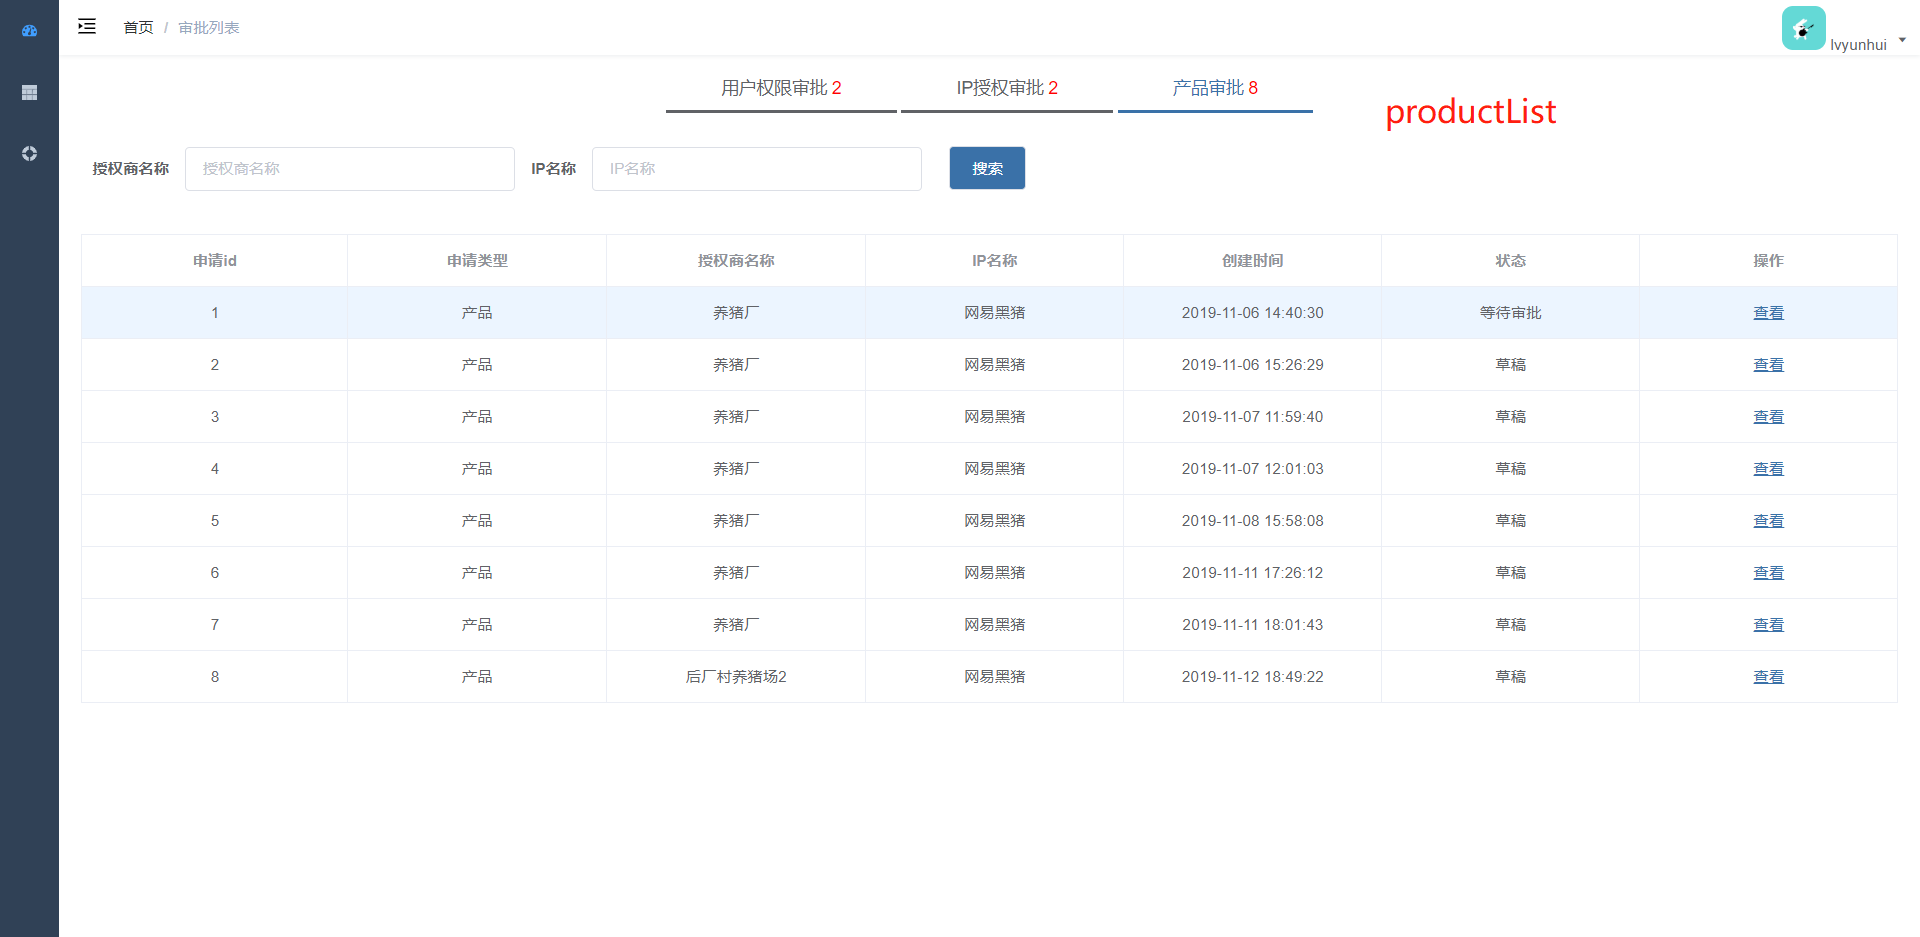 首页 / 审批列表
lvyunhui
用户权限审批 2 IP授权审批 2 产品审批 8
productList
授权商名称 授权商名称 IP名称 IP名称 搜索
申请id 申请类型 授权商名称 IP名称 创建时间 状态 操作
1 产品 养猪厂 网易黑猪 2019-11-06 14:40:30 等待审批 查看
2 产品 养猪厂 网易黑猪 2019-11-06 15:26:29 草稿 查看
3 产品 养猪厂 网易黑猪 2019-11-07 11:59:40 草稿 查看
4 产品 养猪厂 网易黑猪 2019-11-07 12:01:03 草稿 查看
5 产品 养猪厂 网易黑猪 2019-11-08 15:58:08 草稿 查看
6 产品 养猪厂 网易黑猪 2019-11-11 17:26:12 草稿 查看
7 产品 养猪厂 网易黑猪 2019-11-11 18:01:43 草稿 查看
8 产品 后厂村养猪场2 网易黑猪 2019-11-12 18:49:22 草稿 查看